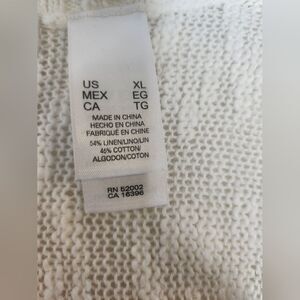 US XL
MEX EG
CA TG
MADE IN CHINA
HECHO EN CHINA
FABRIQUÉ EN CHINE
54% LINEN/LINO/LIN
46% COTTON/
ALGODON/COTON
RN 52002
CA 16396